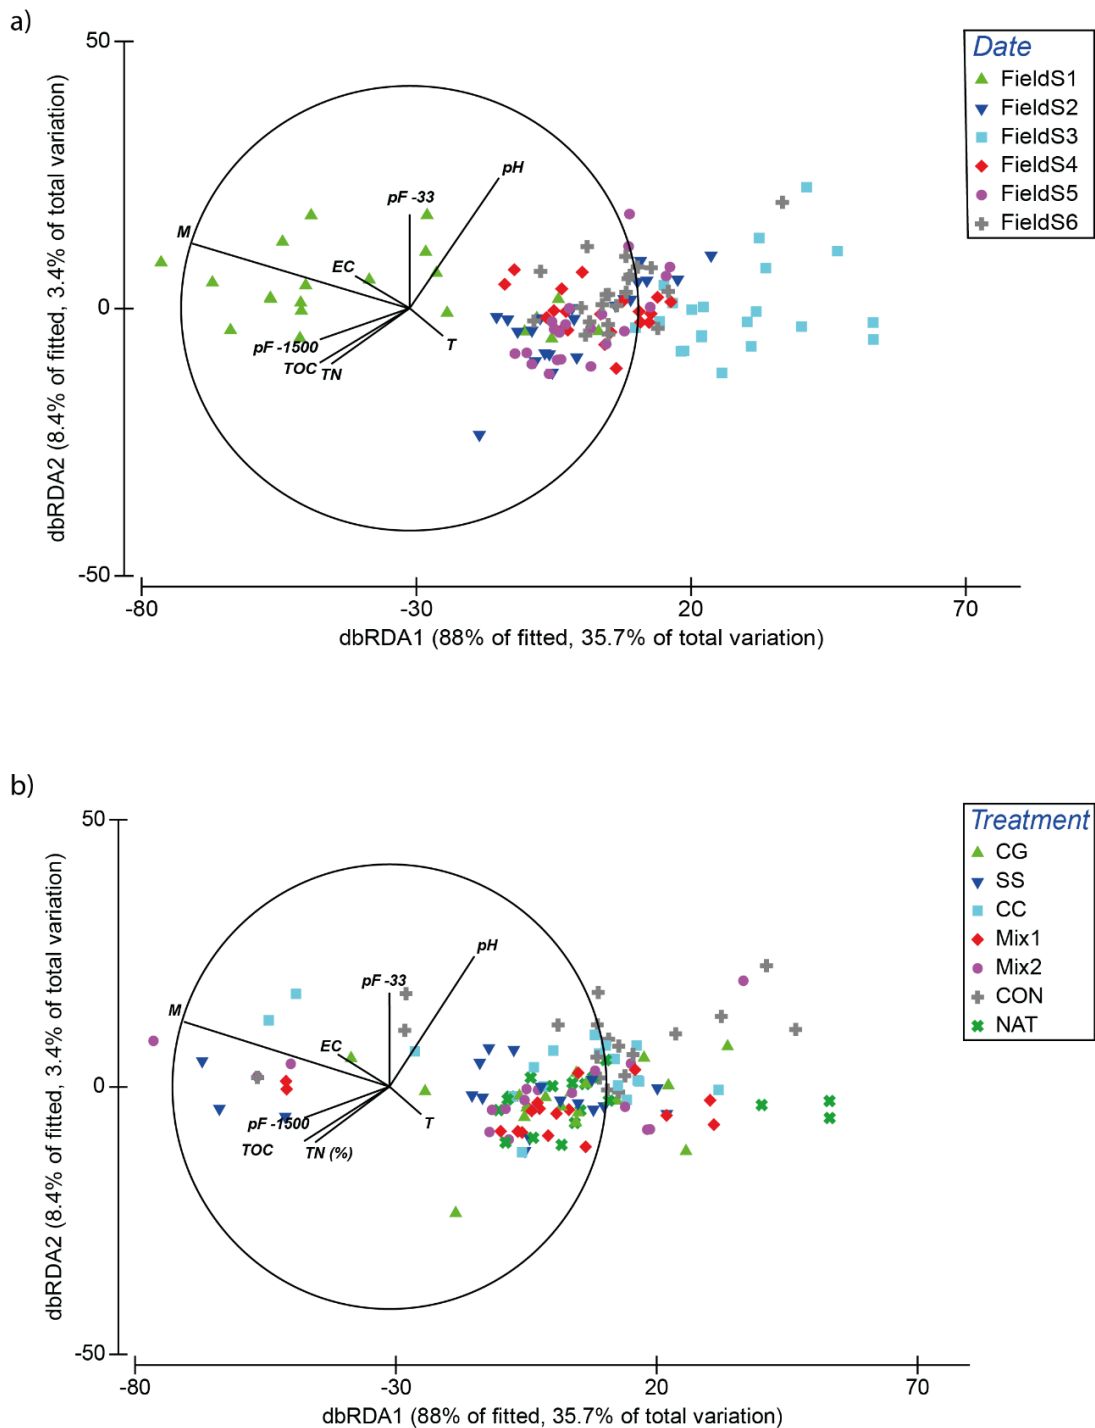 a)
50
Date
FieldS1
FieldS2
FieldS3
FieldS4
FieldS5
FieldS6
pH
pF -33
M
EC
0
T
pF -1500
TOC
TN
dbRDA2 (8.4% of fitted, 3.4% of total variation)
-50
-80
-30
20
70
dbRDA1 (88% of fitted, 35.7% of total variation)
b)
50
Treatment
CG
SS
CC
Mix1
Mix2
CON
NAT
pH
pF -33
M
EC
0
T
pF -1500
TOC
TN (%)
dbRDA2 (8.4% of fitted, 3.4% of total variation)
-50
-80
-30
20
70
dbRDA1 (88% of fitted, 35.7% of total variation)